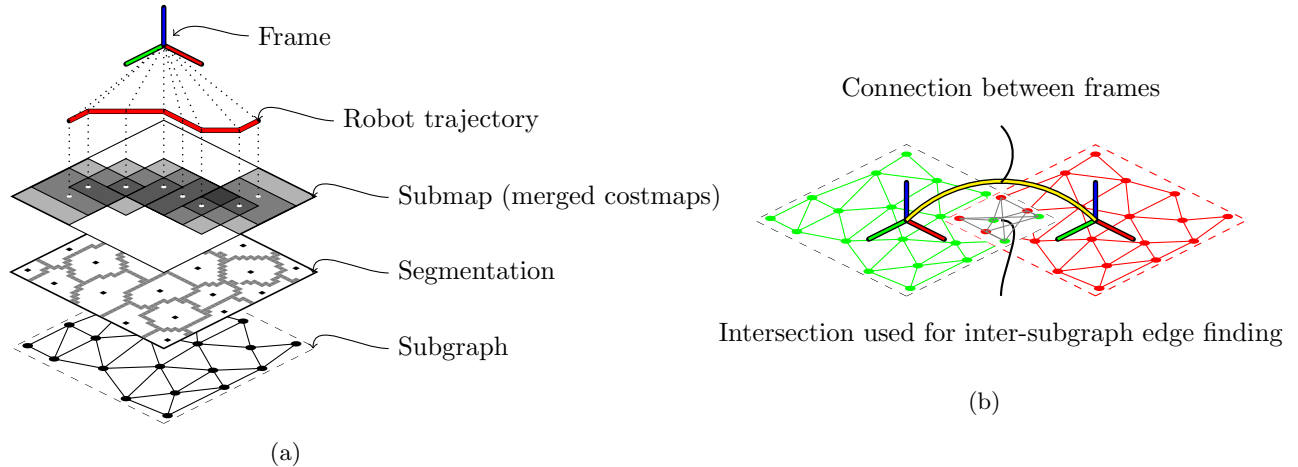 Frame
Robot trajectory
Submap (merged costmaps)
Segmentation
Subgraph
(a)
Connection between frames
Intersection used for inter-subgraph edge finding
(b)